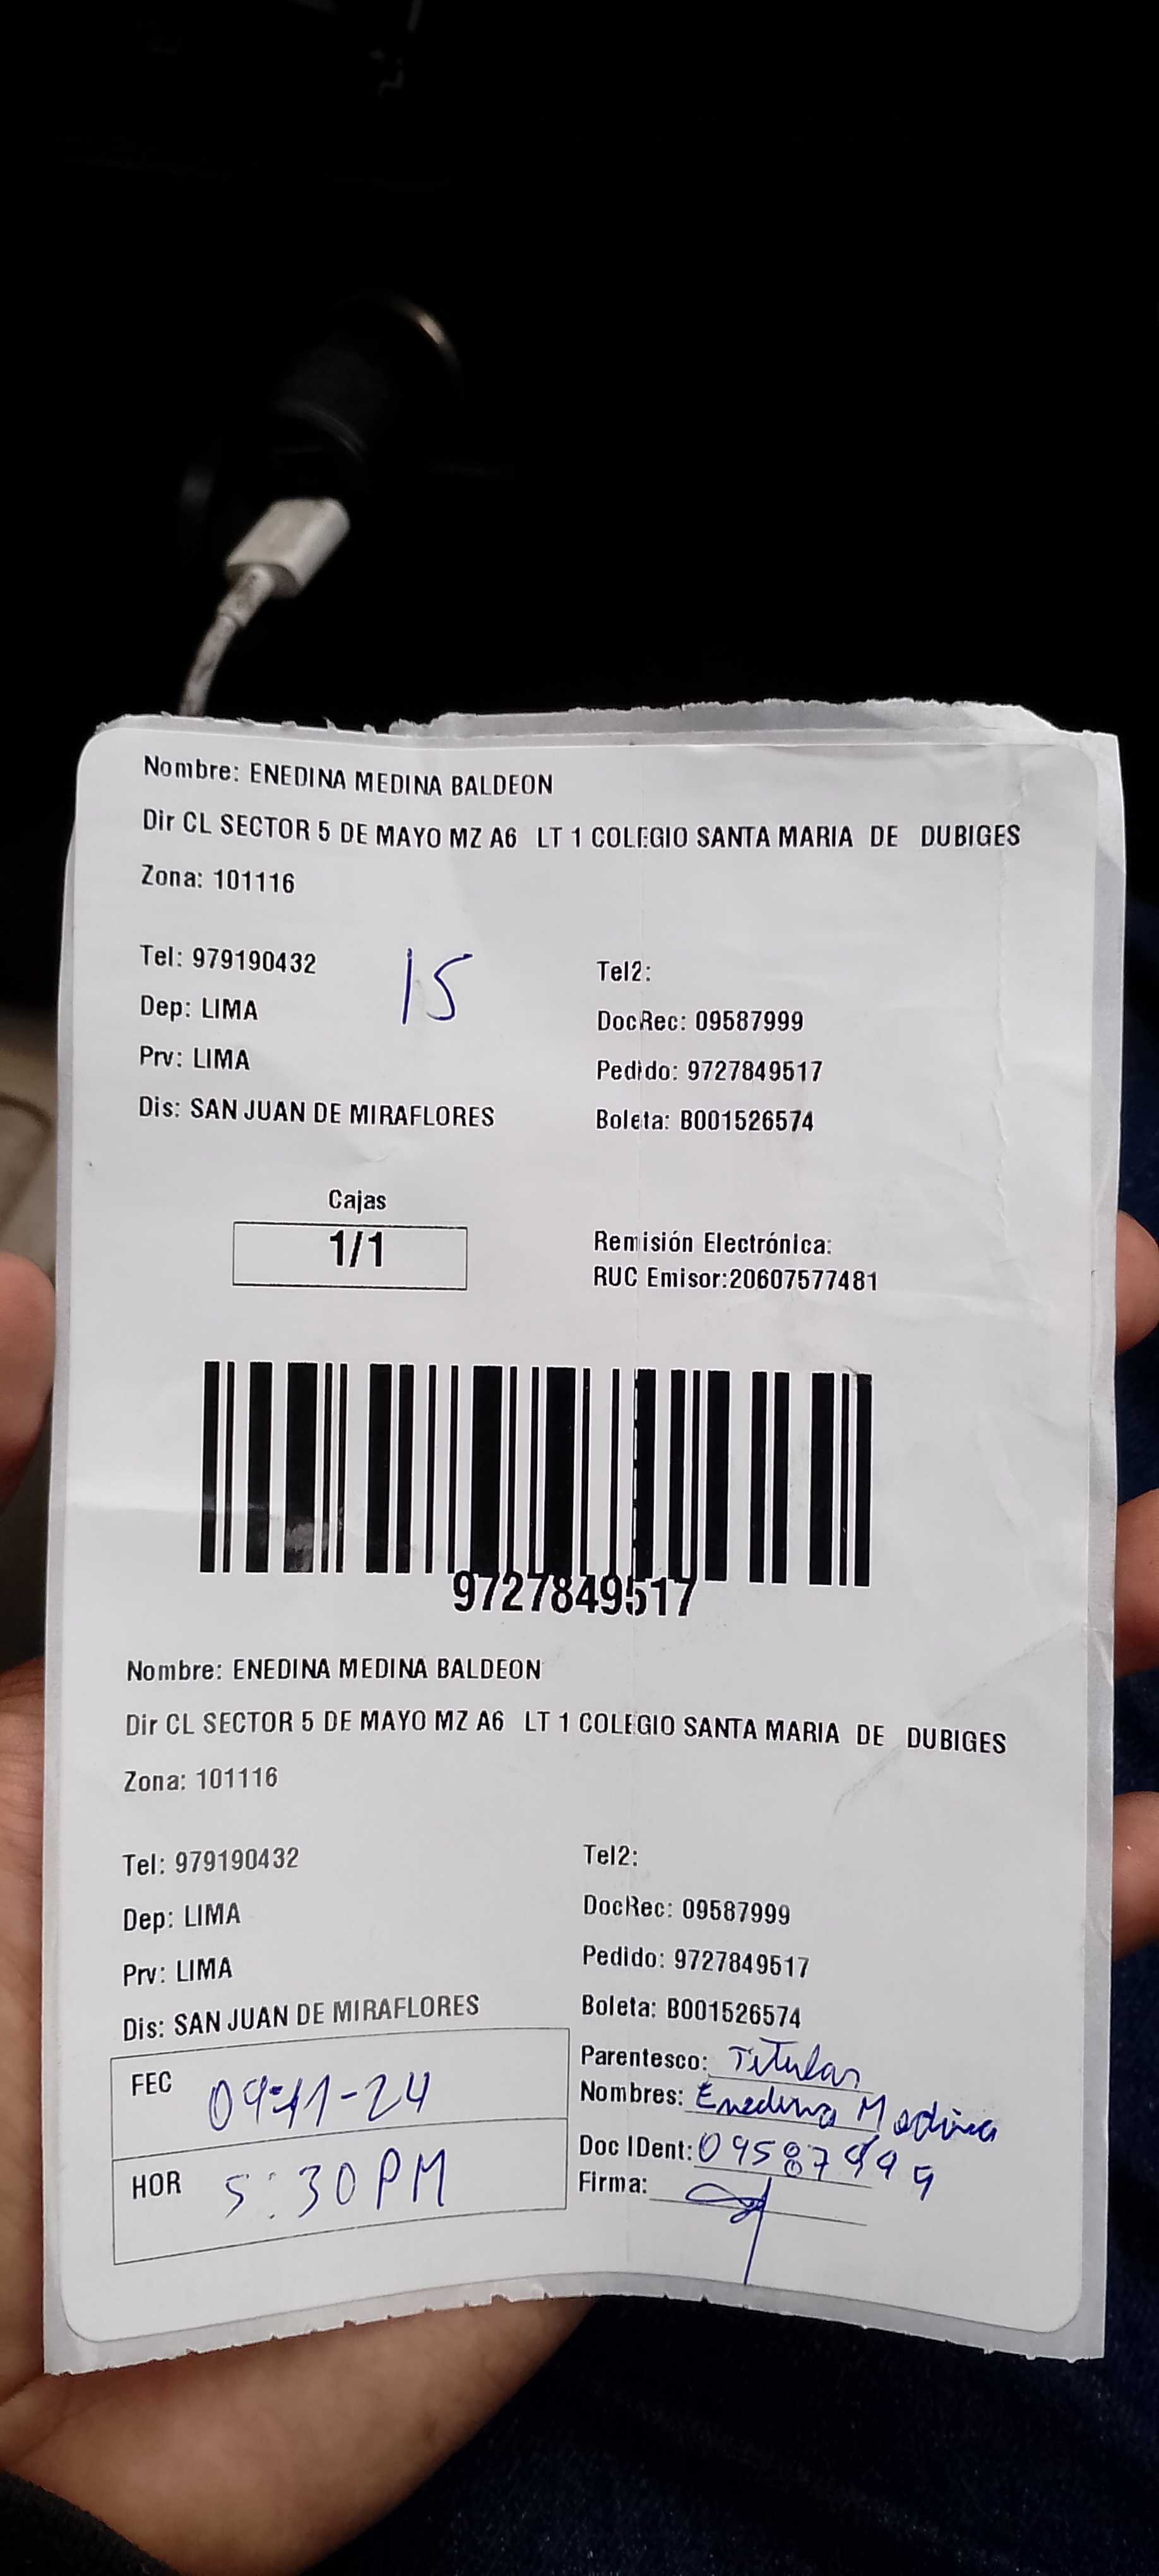 Nombre: ENEDINA MEDINA BALDEON
Dir CL SECTOR 5 DE MAYO MZ A6 LT 1 COLEGIO SANTA MARIA DE DUBIGES
Zona: 101116
Tel: 979190432
15
Tel2:
Dep: LIMA
DocRec: 09587999
Prv: LIMA
Pedido: 9727849517
Dis: SAN JUAN DE MIRAFLORES
Boleta: B001526574
Cajas
1/1
Remisión Electrónica:
RUC Emisor:20607577481
9727849517
Nombre: ENEDINA MEDINA BALDEON
Dir CL SECTOR 5 DE MAYO MZ A6 LT 1 COLEGIO SANTA MARIA DE DUBIGES
Zona: 101116
Tel: 979190432
Tel2:
Dep: LIMA
DocRec: 09587999
Prv: LIMA
Pedido: 9727849517
Dis: SAN JUAN DE MIRAFLORES
Boleta: B001526574
FEC 09-11-24
Parentesco: Titular
Nombres: Enedina Medina
HOR 5:30PM
Doc IDent: 09587999
Firma: